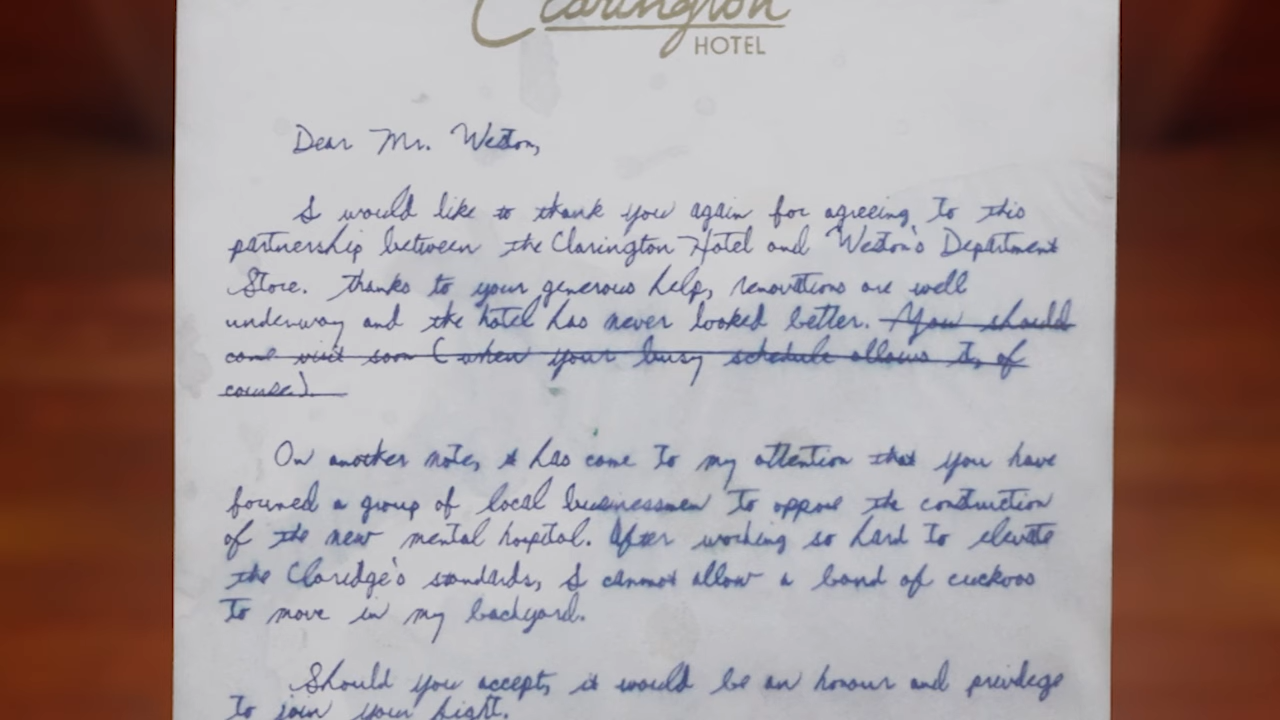 Clarington
HOTEL
Dear Mr. Weston,
I would like to thank you again for agreeing to this
partnership between the Clarington Hotel and Weston's Department
Store. Thanks to your generous help, renovations are well
underway and the hotel has never looked better. You should
come visit soon (when your busy schedule allows it, of
course).
On another note, it has come to my attention that you have
formed a group of local businessmen to oppose the construction
of the new mental hospital. After working so hard to elevate
the Claridge's standards, I cannot allow a band of cuckoos
to move in my backyard.
Should you accept, it would be an honour and privilege
to join your fight.